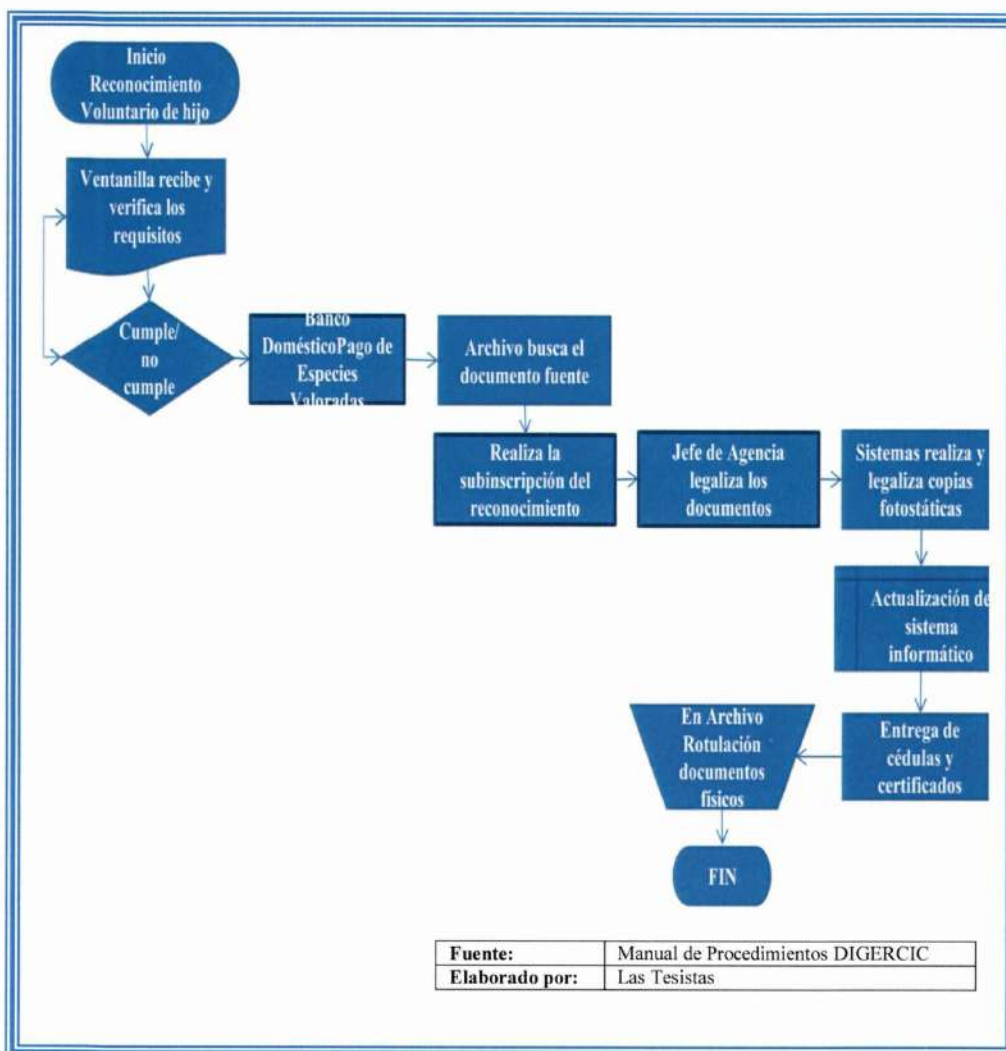 Inicio
Reconocimiento
Voluntario de hijo
Ventanilla recibe y
verifica los
requisitos
Cumple/
no
cumple
Banco
DomésticoPago de
Especies
Valoradas
Archivo busca el
documento fuente
Realiza la
subinscripción del
reconocimiento
Jefe de Agencia
legaliza los
documentos
Sistemas realiza y
legaliza copias
fotostáticas
Actualización de
sistema
informático
Entrega de
cédulas y
certificados
En Archivo
Rotulación
documentos
físicos
FIN
Fuente: Manual de Procedimientos DIGERCIC
Elaborado por: Las Tesistas